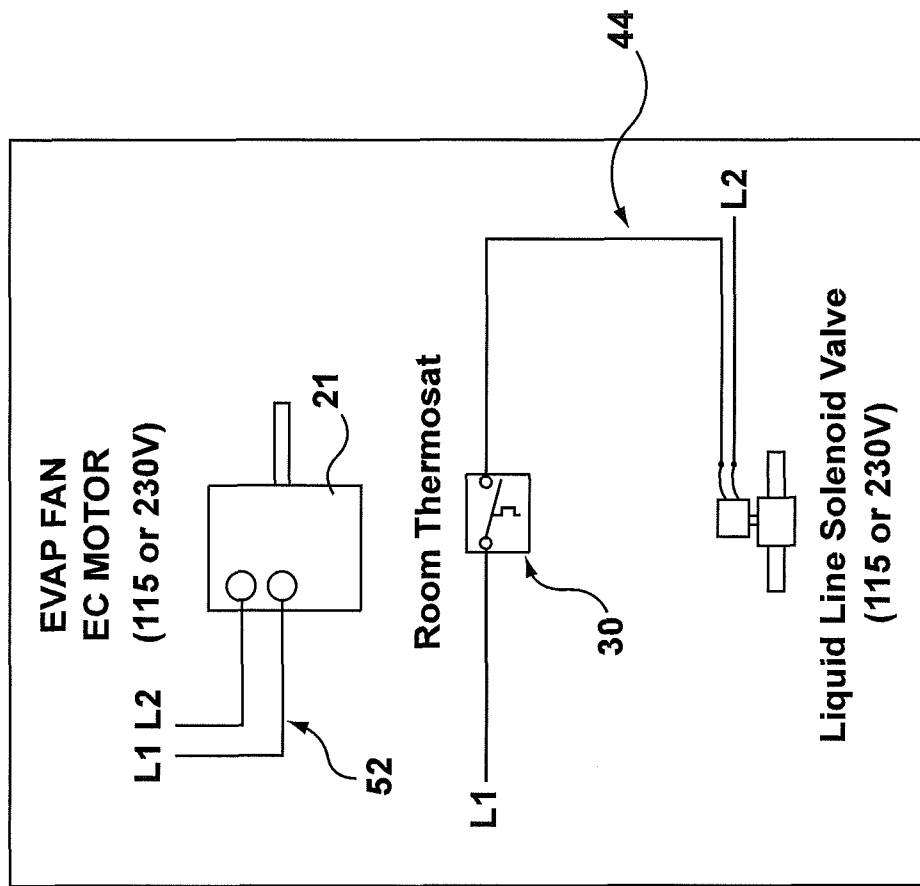 EVAP FAN
EC MOTOR
(115 or 230V)
L1 L2
21
52
Room Thermosat
L1
30
44
L2
Liquid Line Solenoid Valve
(115 or 230V)